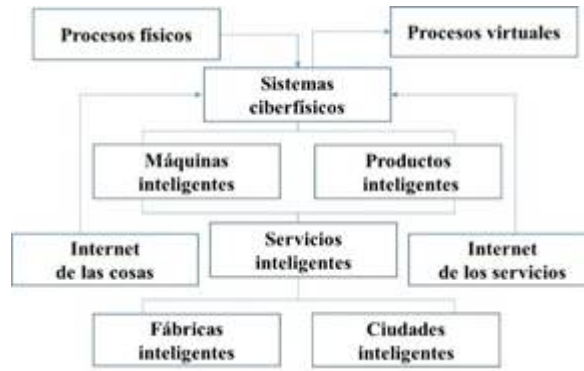 Procesos físicos
Procesos virtuales
Sistemas
ciberfísicos
Máquinas
inteligentes
Productos
inteligentes
Internet
de las cosas
Servicios
inteligentes
Internet
de los servicios
Fábricas
inteligentes
Ciudades
inteligentes